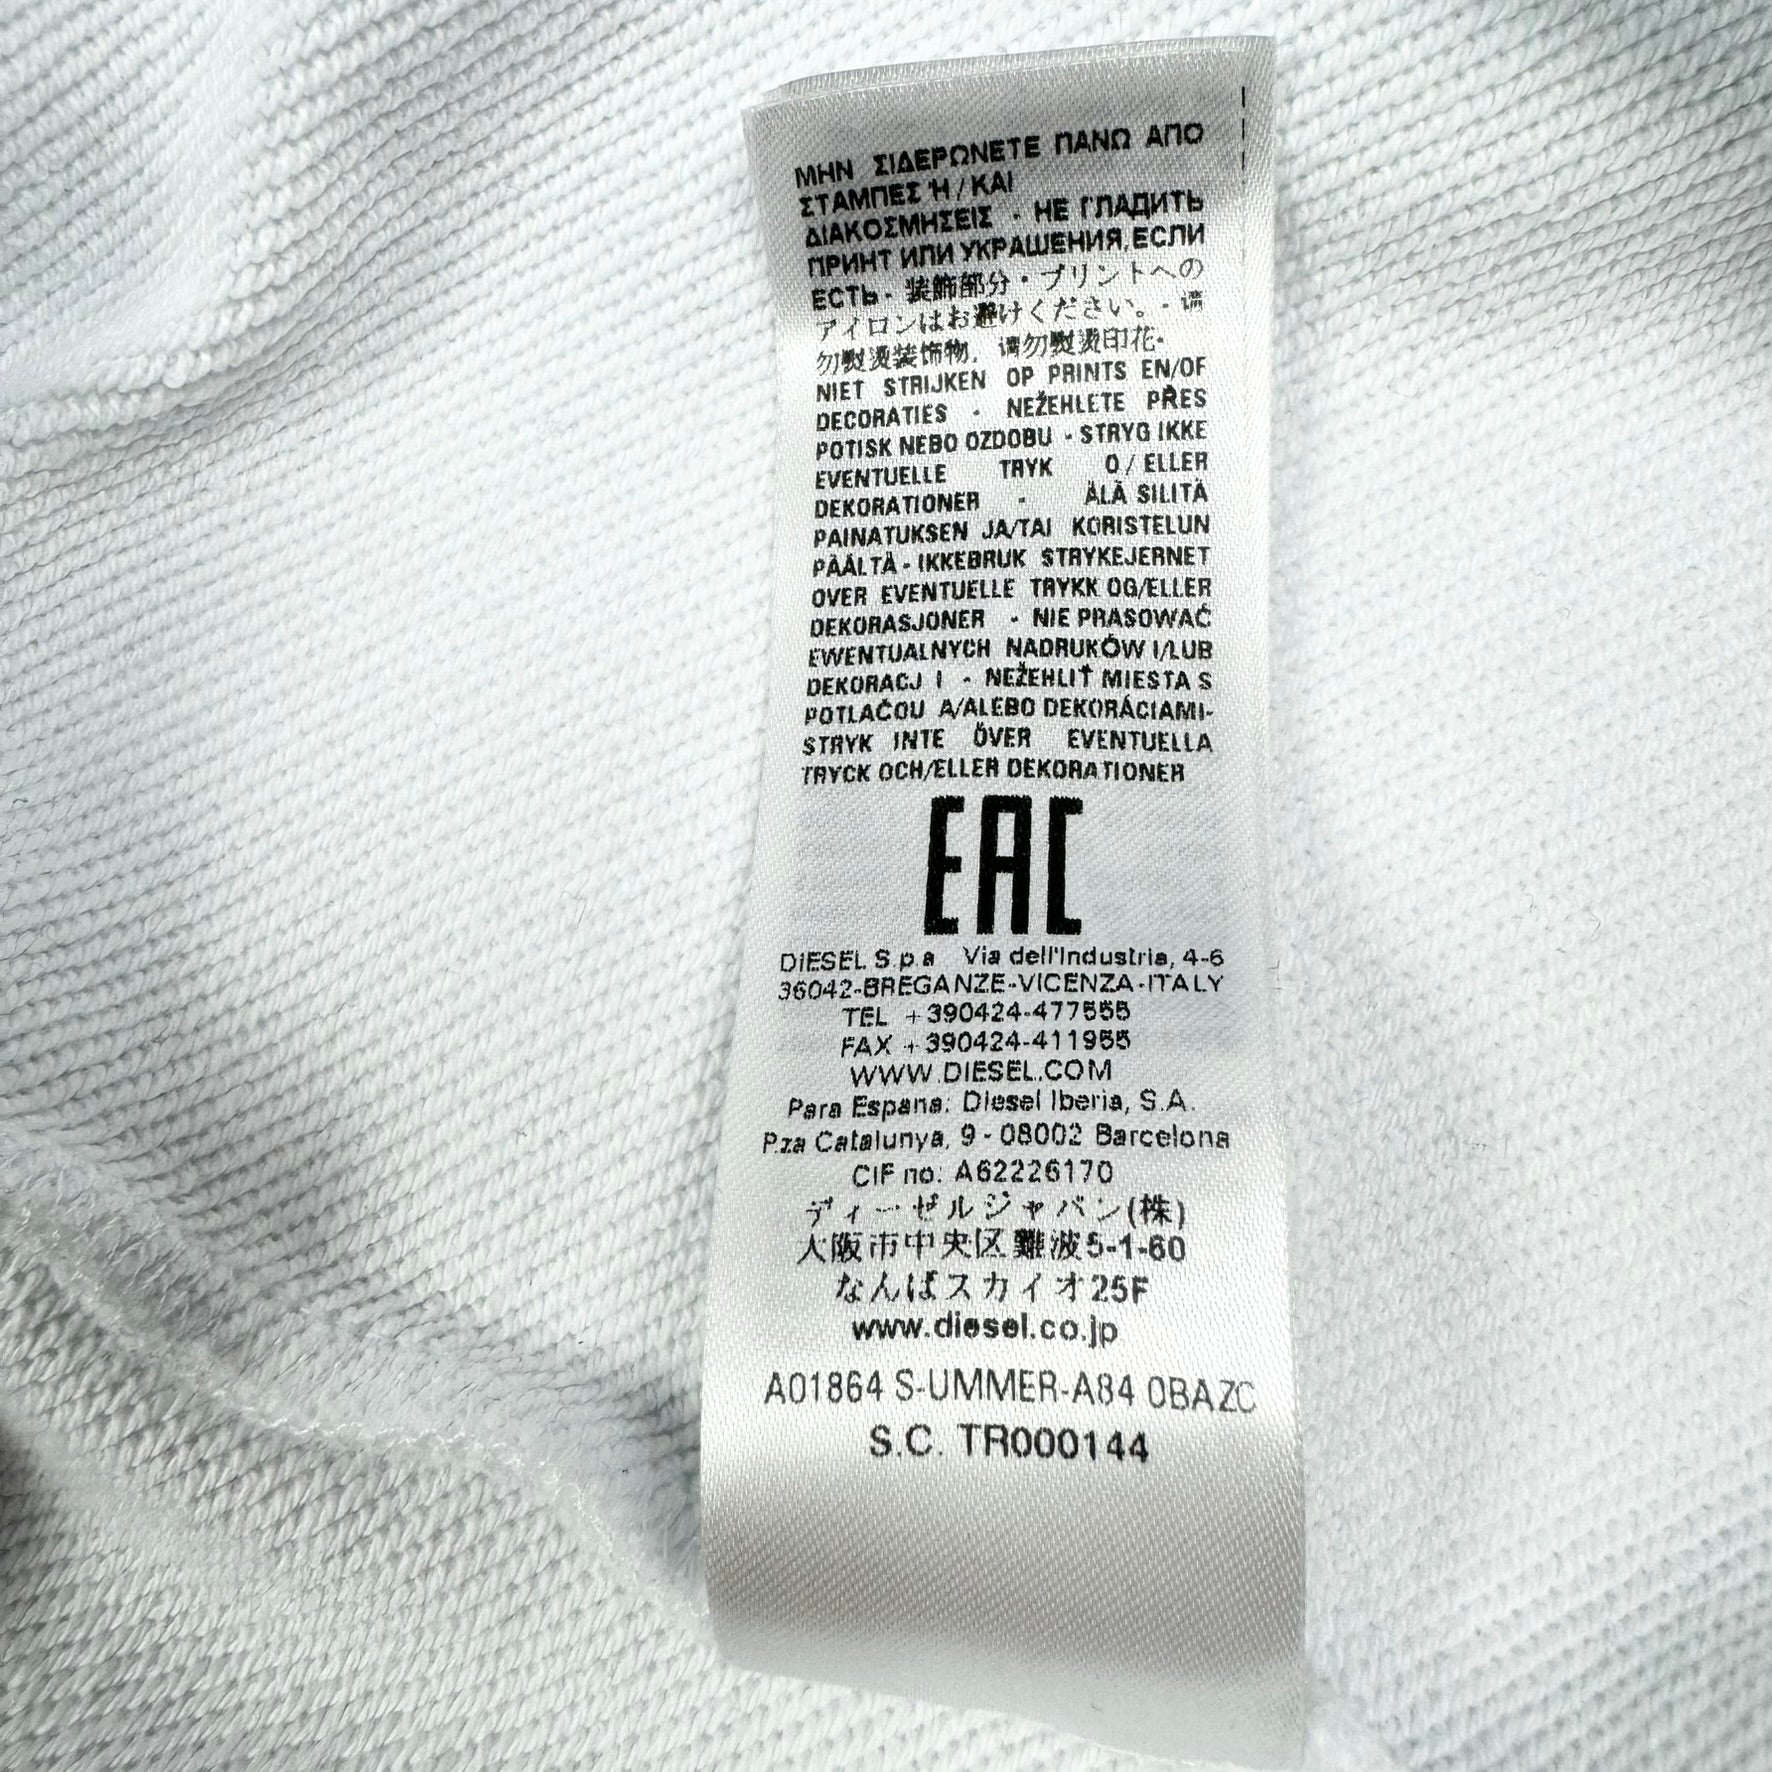 ΜΗΝ ΣΙΔΕΡΩΝΕΤΕ ΠΑΝΩ ΑΠΟ
ΣΤΑΜΠΕΣ Ή / ΚΑΙ
ΔΙΑΚΟΣΜΗΣΕΙΣ - НЕ ГЛАДИТЬ
ПРИНТ ИЛИ УКРАШЕНИЯ, ЕСЛИ
ЕСТЬ - 装飾部分・プリントへの
アイロンはお避けください。- 请
勿熨烫装饰物, 请勿熨烫印花-
NIET STRIJKEN OP PRINTS EN/OF
DECORATIES - NEŽEHLETE PŘES
POTISK NEBO OZDOBU - STRYG IKKE
EVENTUELLE TRYK O/ ELLER
DEKORATIONER - ÄLÄ SILITÄ
PAINATUKSEN JA/TAI KORISTELUN
PÄÄLTÄ - IKKEBRUK STRYKEJERNET
OVER EVENTUELLE TRYKK OG/ELLER
DEKORASJONER - NIE PRASOWAĆ
EWENTUALNYCH NADRUKÓW I/LUB
DEKORACJ I - NEŽEHLIŤ MIESTA S
POTLAČOU A/ALEBO DEKORÁCIAMI-
STRYK INTE ÖVER EVENTUELLA
TRYCK OCH/ELLER DEKORATIONER
EAC
DIESEL S.p.a Via dell'Industria, 4-6
36042-BREGANZE-VICENZA-ITALY
TEL +390424-477555
FAX +390424-411955
WWW.DIESEL.COM
Para Espana: Diesel Iberia, S.A.
P.za Catalunya, 9 - 08002 Barcelona
CIF no: A62226170
ディーゼルジャパン(株)
大阪市中央区難波5-1-60
なんばスカイオ25F
www.diesel.co.jp
A01864 S-UMMER-A84 0BAZC
S.C. TR000144